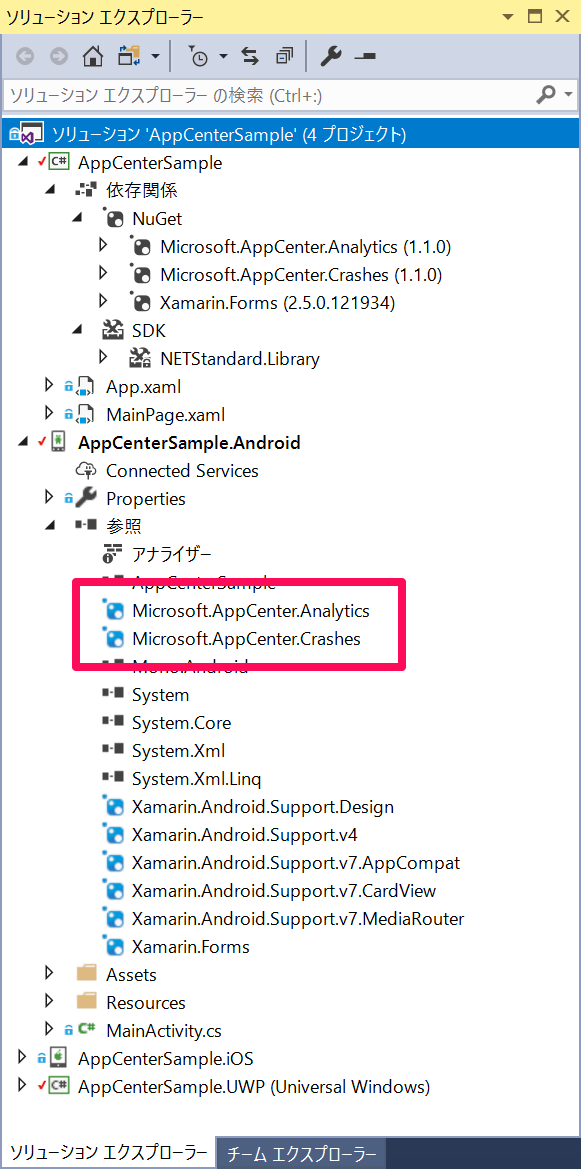 ソリューション エクスプローラー
ソリューション エクスプローラー の検索 (Ctrl+:)
ソリューション 'AppCenterSample' (4 プロジェクト)
C# AppCenterSample
依存関係
NuGet
Microsoft.AppCenter.Analytics (1.1.0)
Microsoft.AppCenter.Crashes (1.1.0)
Xamarin.Forms (2.5.0.121934)
SDK
NETStandard.Library
App.xaml
MainPage.xaml
AppCenterSample.Android
Connected Services
Properties
参照
アナライザー
AppCenterSample
Microsoft.AppCenter.Analytics
Microsoft.AppCenter.Crashes
Mono.Android
System
System.Core
System.Xml
System.Xml.Linq
Xamarin.Android.Support.Design
Xamarin.Android.Support.v4
Xamarin.Android.Support.v7.AppCompat
Xamarin.Android.Support.v7.CardView
Xamarin.Android.Support.v7.MediaRouter
Xamarin.Forms
Assets
Resources
C# MainActivity.cs
AppCenterSample.iOS
C# AppCenterSample.UWP (Universal Windows)
ソリューション エクスプローラー チーム エクスプローラー